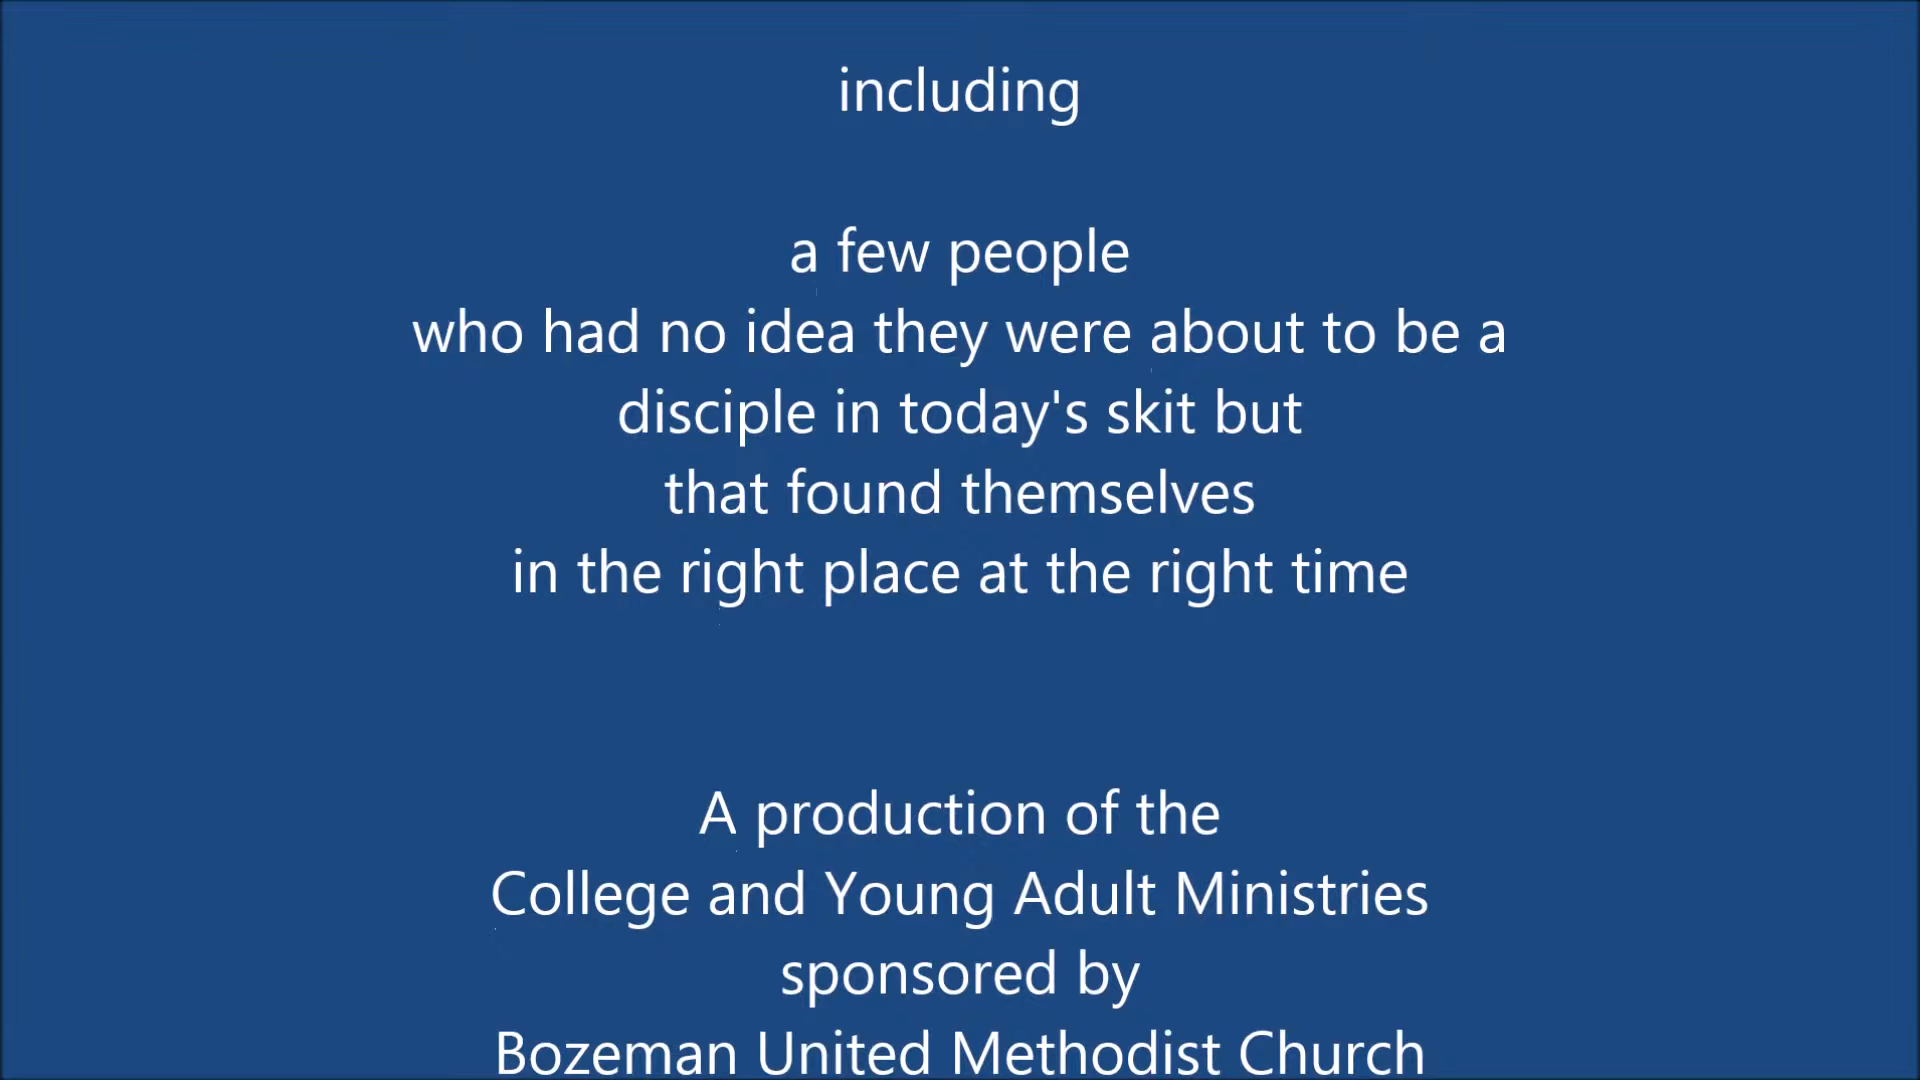 including
a few people
who had no idea they were about to be a
disciple in today's skit but
that found themselves
in the right place at the right time
A production of the
College and Young Adult Ministries
sponsored by
Bozeman United Methodist Church